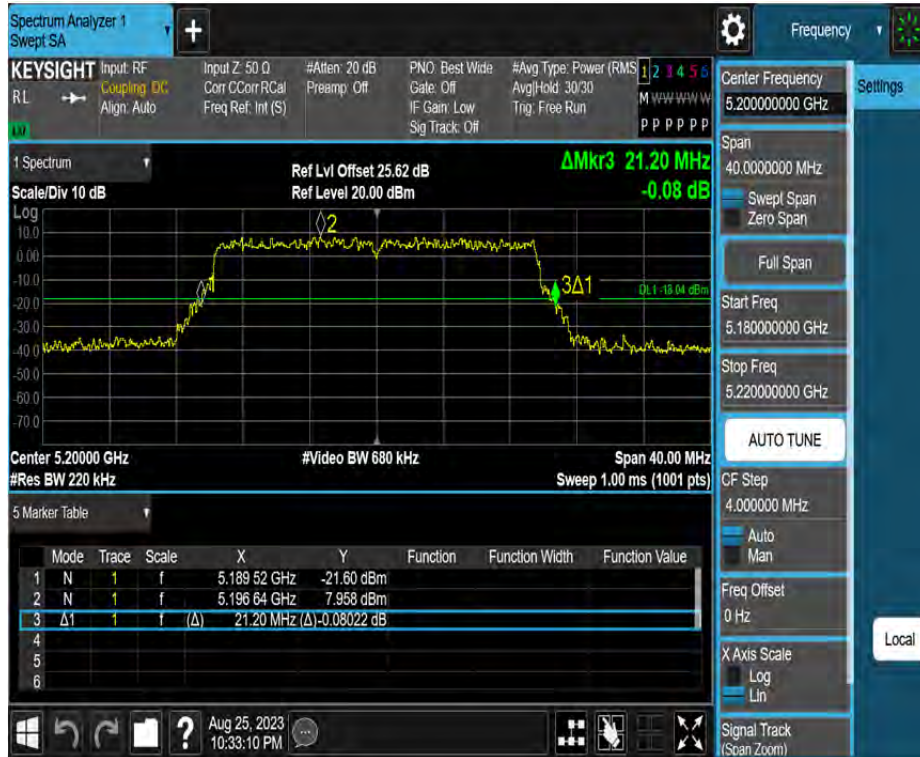 Spectrum Analyzer 1
Swept SA
Frequency
KEYSIGHT
RL
Input: RF
Coupling: DC
Align: Auto
Input Z: 50 Ω
Corr CCorr RCal
Freq Ref: Int (S)
#Atten: 20 dB
Preamp: Off
PNO: Best Wide
Gate: Off
IF Gain: Low
Sig Track: Off
#Avg Type: Power (RMS
Avg|Hold: 30/30
Trig: Free Run
1 2 3 4 5 6
M W W W W W
P P P P P P
1 Spectrum
Scale/Div 10 dB
Ref Lvl Offset 25.62 dB
Ref Level 20.00 dBm
ΔMkr3 21.20 MHz
-0.08 dB
Log
10.0
0.00
-10.0
-20.0
-30.0
-40.0
-50.0
-60.0
-70.0
2
3Δ1
DL1 -18.04 dBm
Center 5.20000 GHz
#Res BW 220 kHz
#Video BW 680 kHz
Span 40.00 MHz
Sweep 1.00 ms (1001 pts)
5 Marker Table
Mode Trace Scale X Y Function Function Width Function Value
1 N 1 f 5.189 52 GHz -21.60 dBm
2 N 1 f 5.196 64 GHz 7.958 dBm
3 Δ1 1 f (Δ) 21.20 MHz (Δ) -0.08022 dB
4
5
6
Aug 25, 2023
10:33:10 PM
Center Frequency
5.200000000 GHz
Span
40.0000000 MHz
Swept Span
Zero Span
Full Span
Start Freq
5.180000000 GHz
Stop Freq
5.220000000 GHz
AUTO TUNE
CF Step
4.000000 MHz
Auto
Man
Freq Offset
0 Hz
X Axis Scale
Log
Lin
Signal Track
(Span Zoom)
Settings
Local